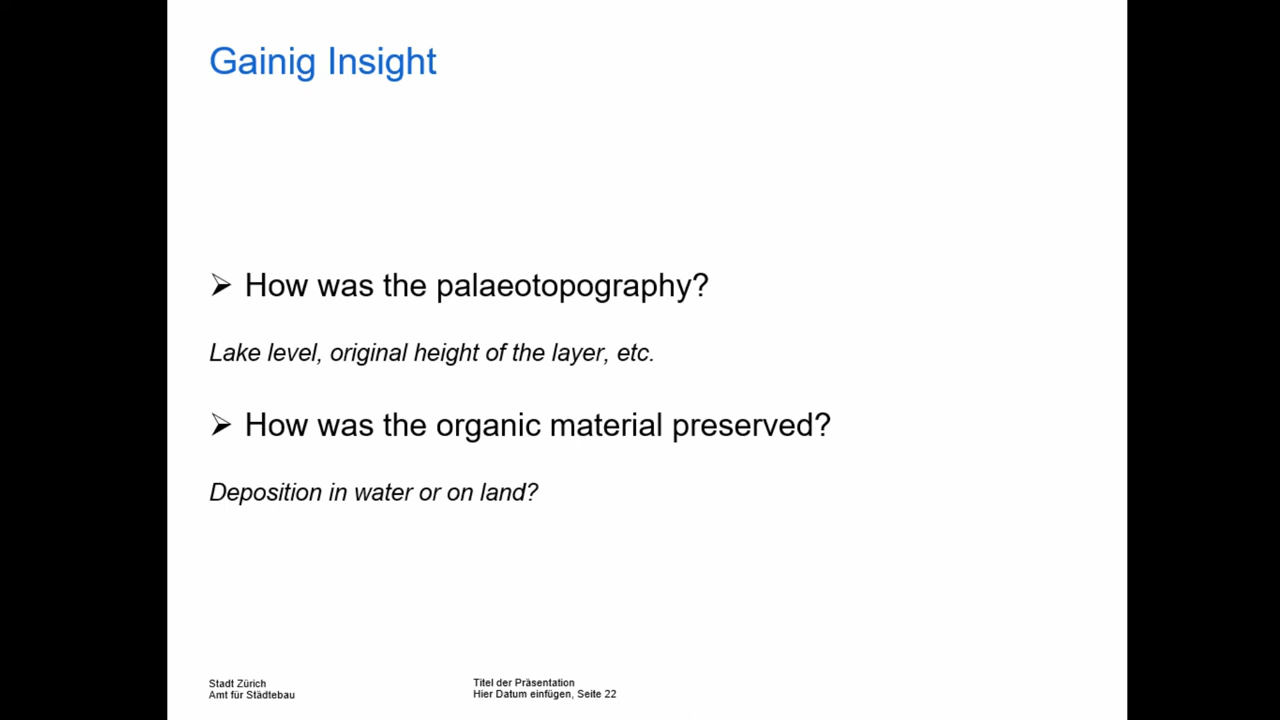 Gainig Insight
How was the palaeotopography?
Lake level, original height of the layer, etc.
How was the organic material preserved?
Deposition in water or on land?
Stadt Zürich
Amt für Städtebau
Titel der Präsentation
Hier Datum einfügen, Seite 22